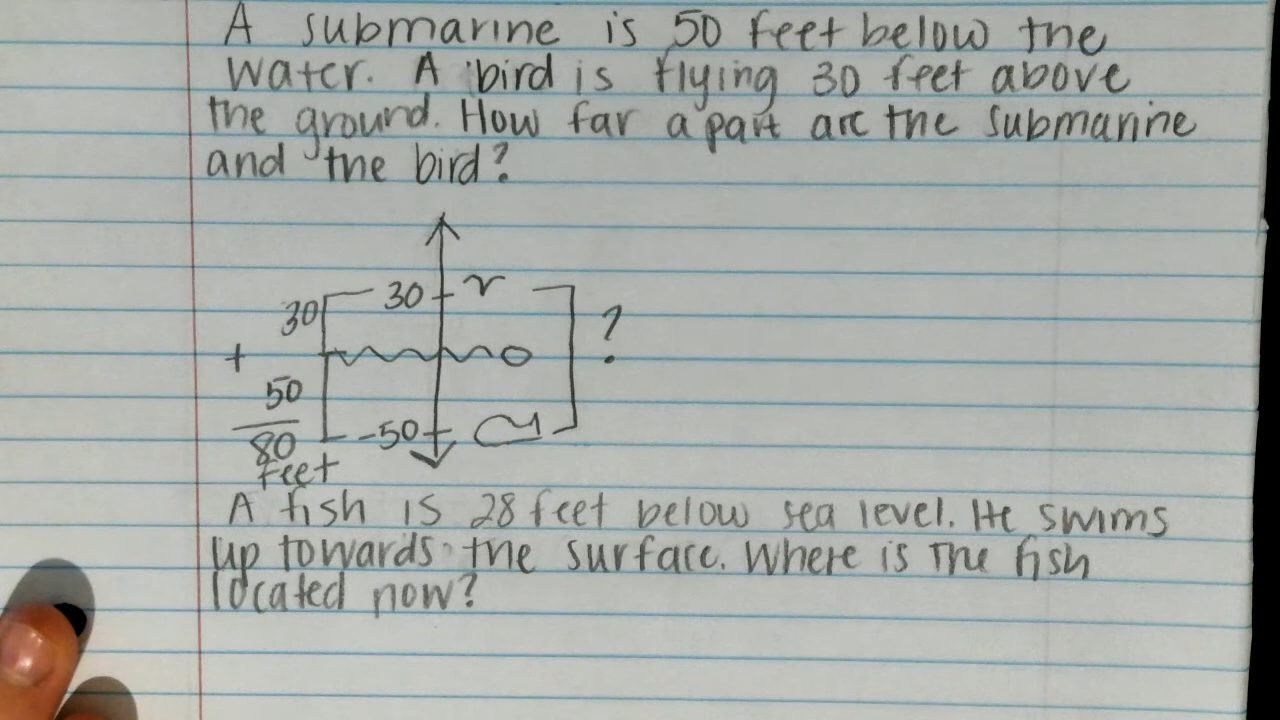 A submarine is 50 feet below the
water. A bird is flying 30 feet above
the ground. How far apart are the submarine
and the bird?
30 30
?
+ 0
50
-50
80
feet
A fish is 28 feet below sea level. He swims
up towards the surface. Where is the fish
located now?